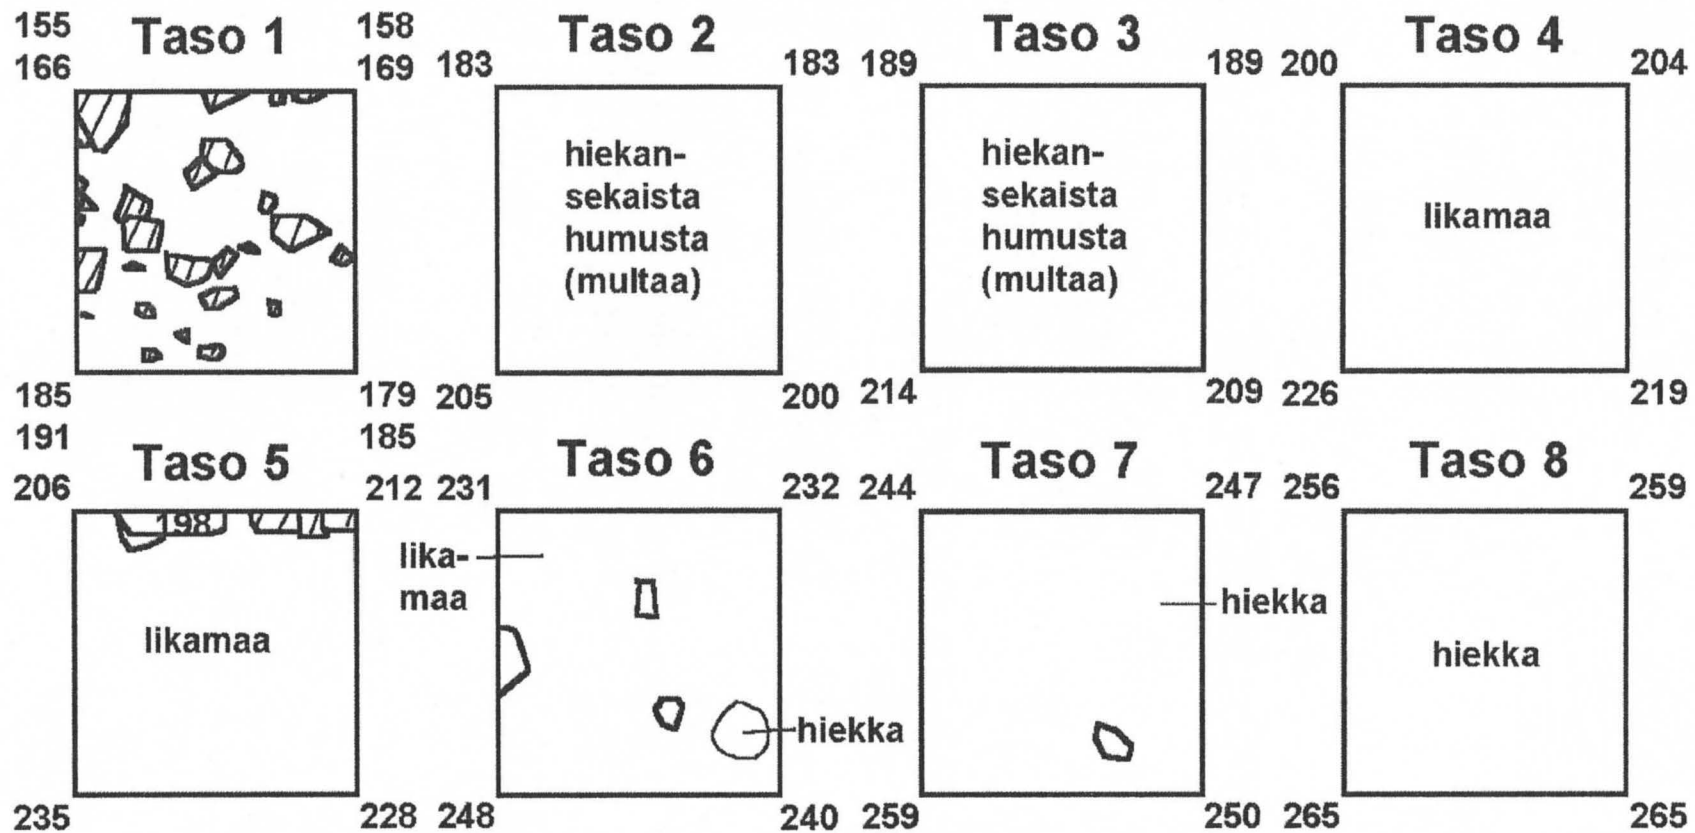 155 Taso 1 158
166 169
185 179
191 185
Taso 2
183 183
hiekan-
sekaista
humusta
(multaa)
205 200
Taso 3
189 189
hiekan-
sekaista
humusta
(multaa)
214 209
Taso 4
200 204
likamaa
226 219
Taso 5
206 212
198
likamaa
235 228
Taso 6
231 232
lika-
maa
hiekka
248 240
Taso 7
244 247
hiekka
259 250
Taso 8
256 259
hiekka
265 265